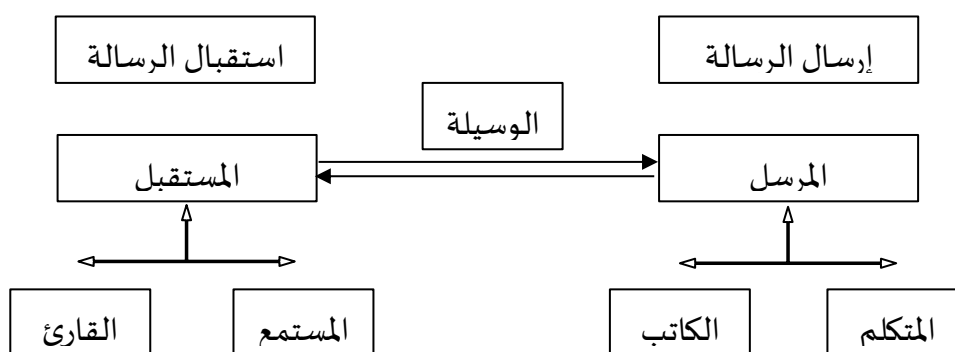 إرسال الرسالة
استقبال الرسالة
الوسيلة
المرسل
المستقبل
المتكلم
الكاتب
المستمع
القارئ